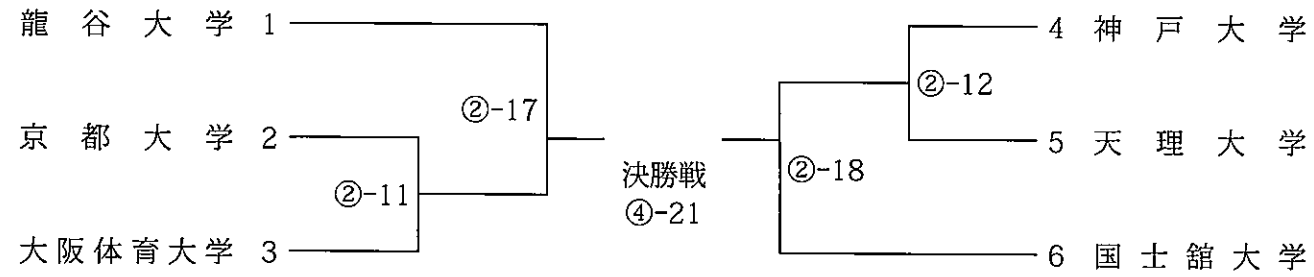 龍谷大学 1
②-17
京都大学 2
②-11
大阪体育大学 3
決勝戦
④-21
4 神戸大学
②-12
5 天理大学
②-18
6 国士舘大学